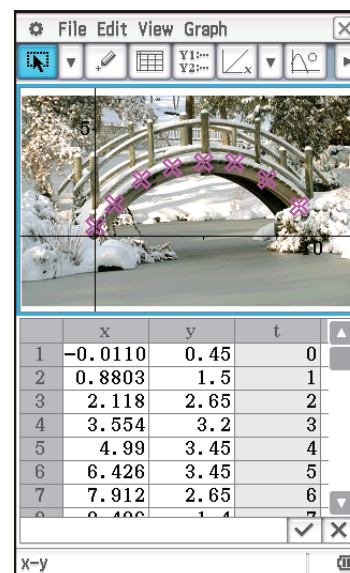 File Edit View Graph
Y1:···
Y2:···
x
5
10
x y t
1 -0.0110 0.45 0
2 0.8803 1.5 1
3 2.118 2.65 2
4 3.554 3.2 3
5 4.99 3.45 4
6 6.426 3.45 5
7 7.912 2.65 6
x-y